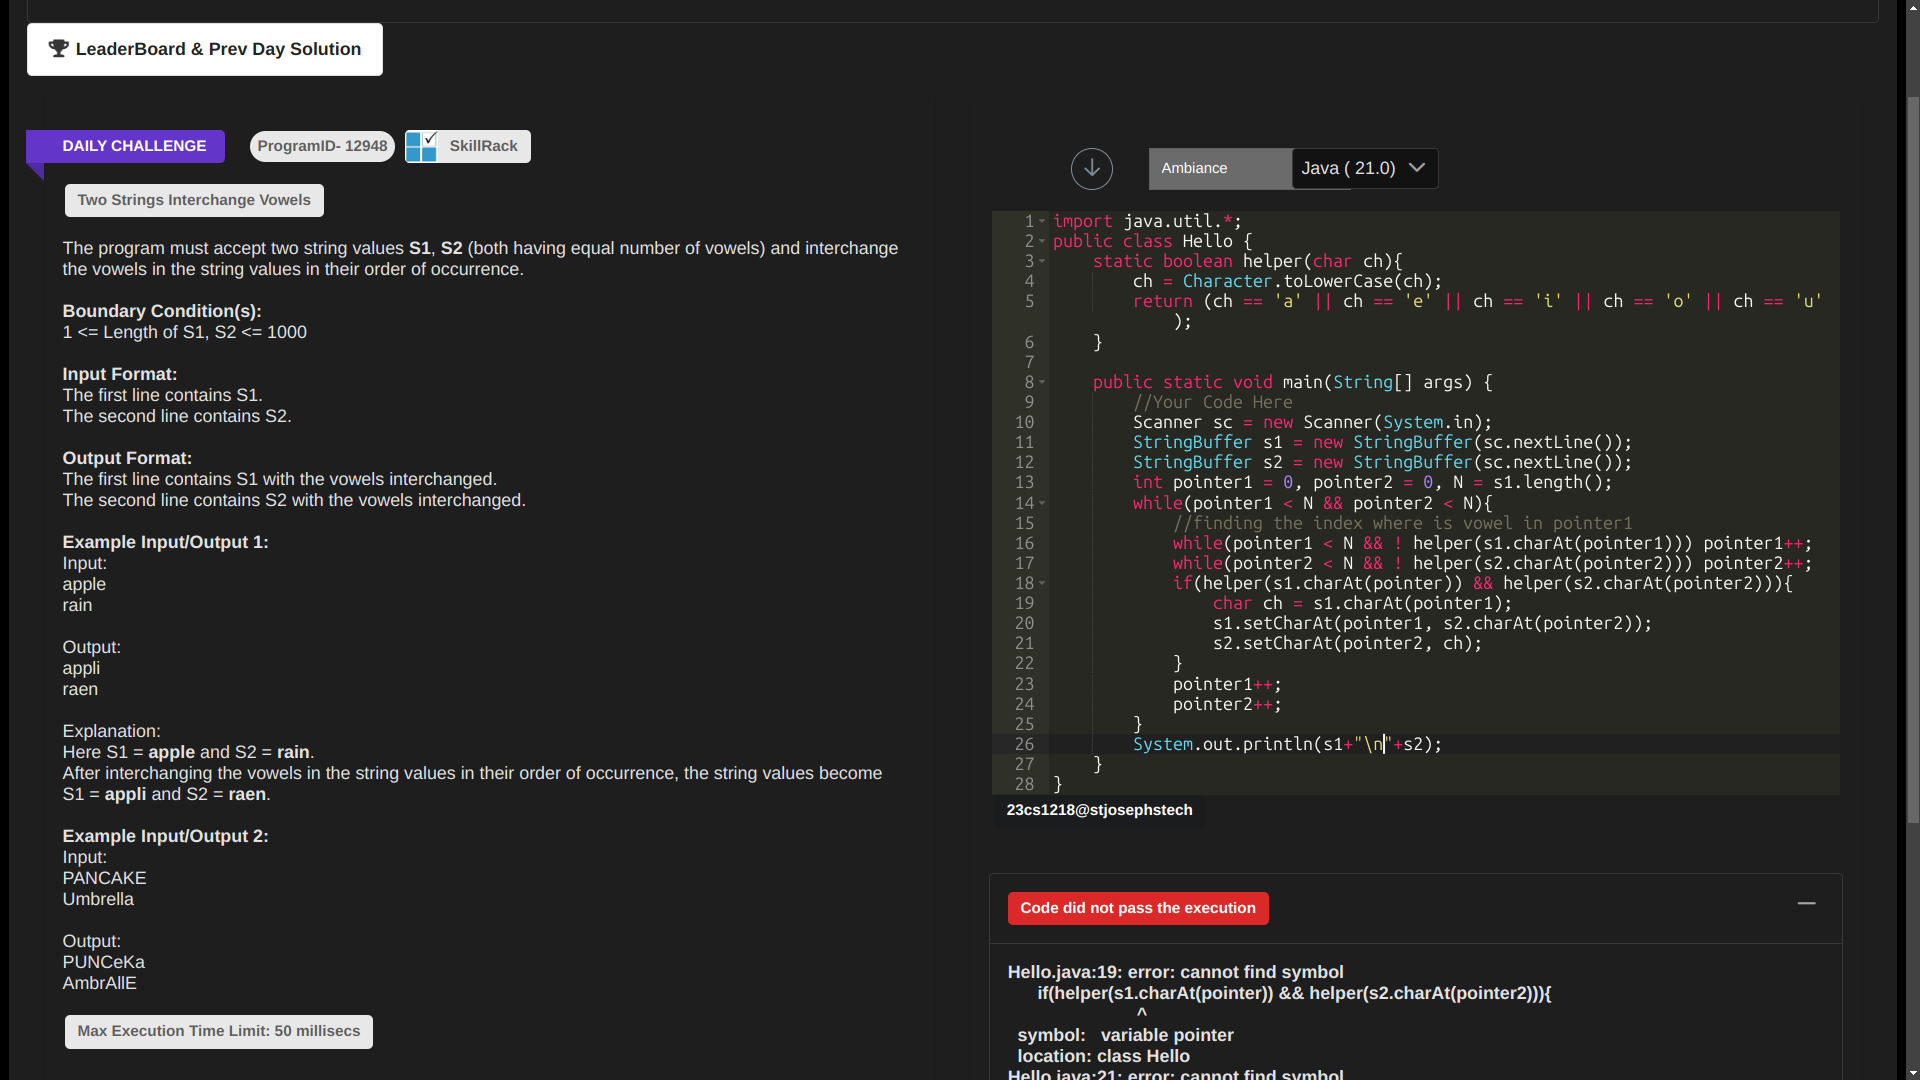 LeaderBoard & Prev Day Solution
DAILY CHALLENGE
ProgramID- 12948
SkillRack
Two Strings Interchange Vowels
The program must accept two string values S1, S2 (both having equal number of vowels) and interchange
the vowels in the string values in their order of occurrence.
Boundary Condition(s):
1 <= Length of S1, S2 <= 1000
Input Format:
The first line contains S1.
The second line contains S2.
Output Format:
The first line contains S1 with the vowels interchanged.
The second line contains S2 with the vowels interchanged.
Example Input/Output 1:
Input:
apple
rain
Output:
appli
raen
Explanation:
Here S1 = apple and S2 = rain.
After interchanging the vowels in the string values in their order of occurrence, the string values become
S1 = appli and S2 = raen.
Example Input/Output 2:
Input:
PANCAKE
Umbrella
Output:
PUNCeKa
AmbrAllE
Max Execution Time Limit: 50 millisecs
Ambiance
Java ( 21.0)
1 import java.util.*;
2 public class Hello {
3     static boolean helper(char ch){
4         ch = Character.toLowerCase(ch);
5         return (ch == 'a' || ch == 'e' || ch == 'i' || ch == 'o' || ch == 'u'
            );
6     }
7
8     public static void main(String[] args) {
9         //Your Code Here
10         Scanner sc = new Scanner(System.in);
11         StringBuffer s1 = new StringBuffer(sc.nextLine());
12         StringBuffer s2 = new StringBuffer(sc.nextLine());
13         int pointer1 = 0, pointer2 = 0, N = s1.length();
14         while(pointer1 < N && pointer2 < N){
15             //finding the index where is vowel in pointer1
16             while(pointer1 < N && ! helper(s1.charAt(pointer1))) pointer1++;
17             while(pointer2 < N && ! helper(s2.charAt(pointer2))) pointer2++;
18             if(helper(s1.charAt(pointer)) && helper(s2.charAt(pointer2))){
19                 char ch = s1.charAt(pointer1);
20                 s1.setCharAt(pointer1, s2.charAt(pointer2));
21                 s2.setCharAt(pointer2, ch);
22             }
23             pointer1++;
24             pointer2++;
25         }
26         System.out.println(s1+"\n"+s2);
27     }
28 }
23cs1218@stjosephstech
Code did not pass the execution
Hello.java:19: error: cannot find symbol
if(helper(s1.charAt(pointer)) && helper(s2.charAt(pointer2))){
^
symbol: variable pointer
location: class Hello
Hello.java:21: error: cannot find symbol